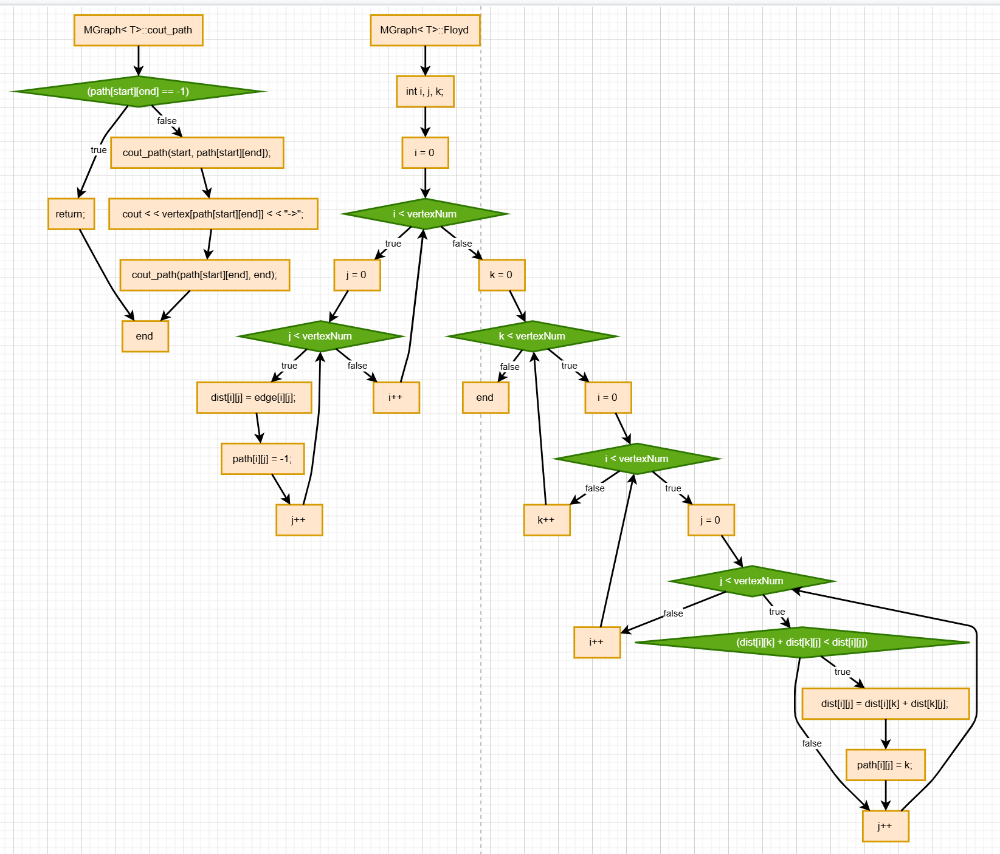 MGraph< T>::cout_path
(path[start][end] == -1)
false
true
cout_path(start, path[start][end]);
return;
cout < < vertex[path[start][end]] < < "->";
cout_path(path[start][end], end);
end
MGraph< T>::Floyd
int i, j, k;
i = 0
i < vertexNum
true
false
j = 0
k = 0
j < vertexNum
true
false
dist[i][j] = edge[i][j];
i++
path[i][j] = -1;
j++
k < vertexNum
false
true
end
i = 0
i < vertexNum
false
true
k++
j = 0
j < vertexNum
false
true
i++
(dist[i][k] + dist[k][j] < dist[i][j])
true
dist[i][j] = dist[i][k] + dist[k][j];
false
path[i][j] = k;
j++